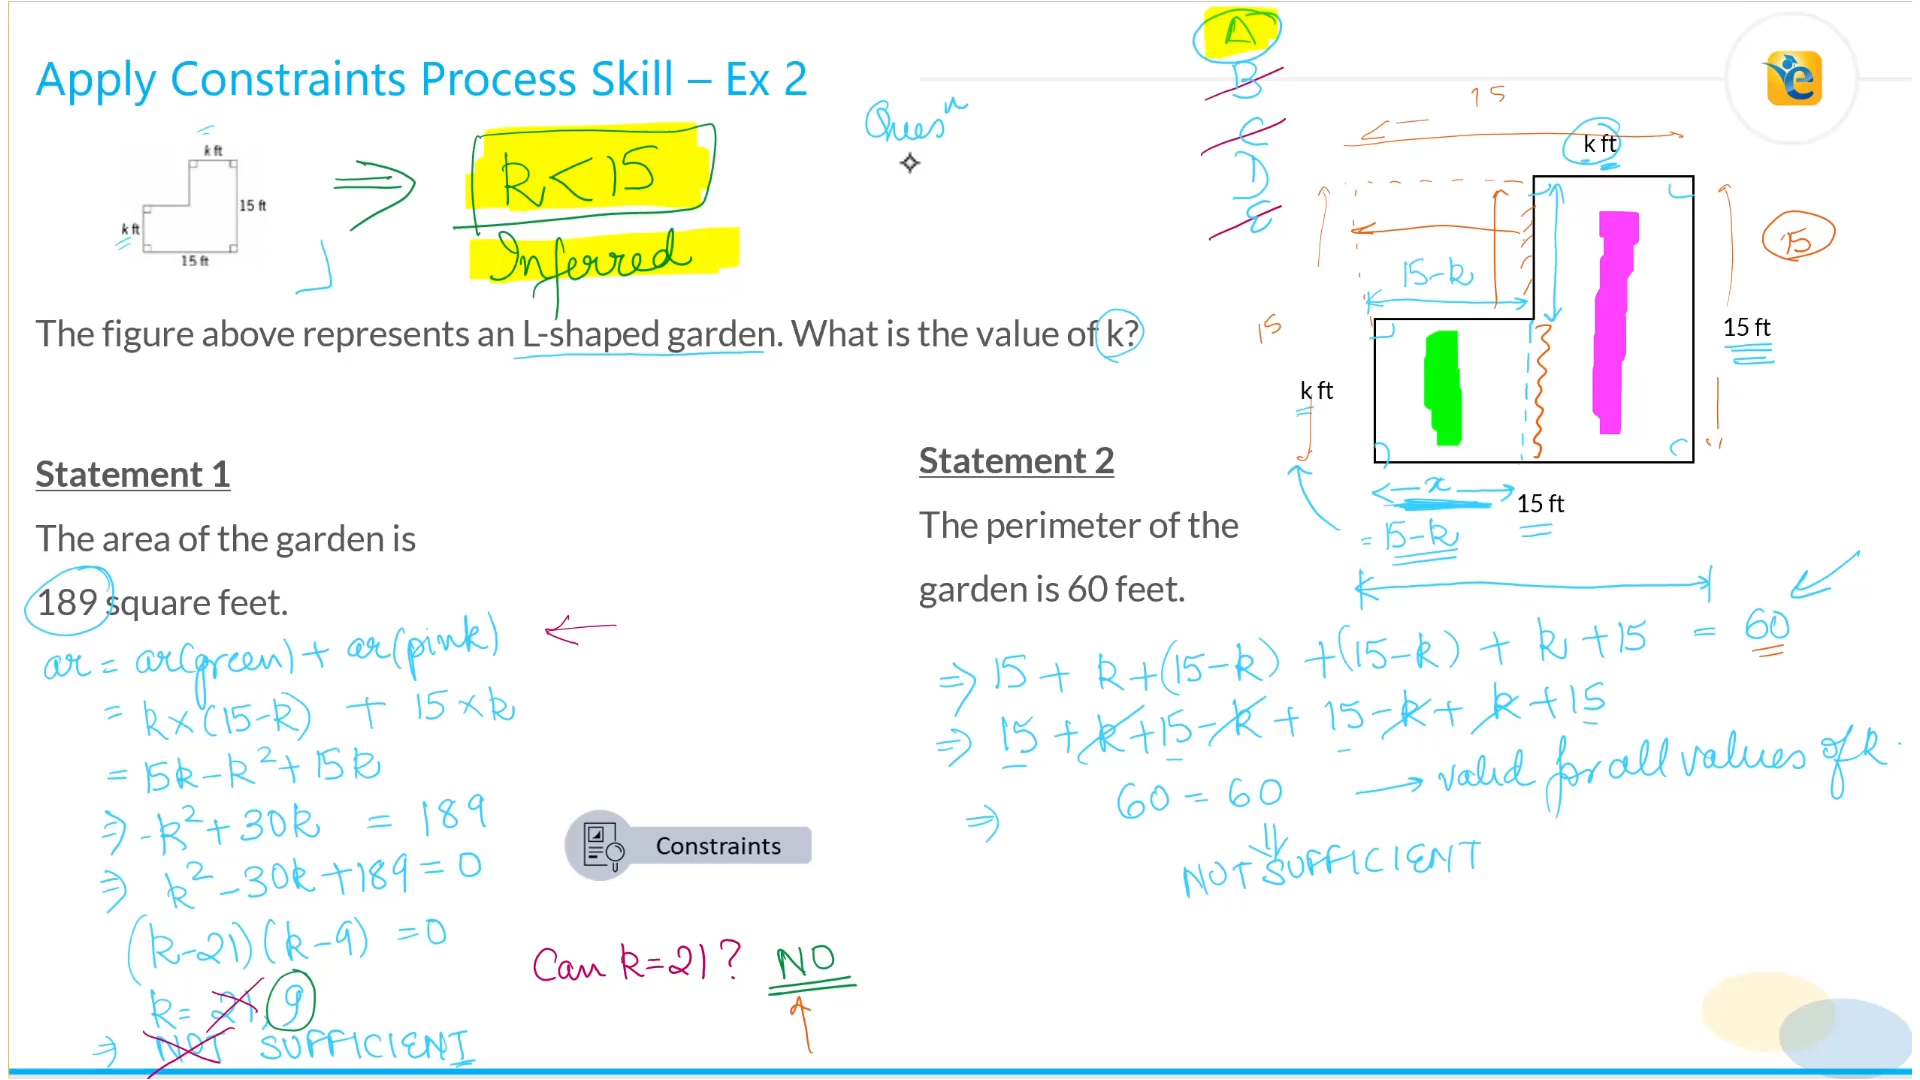 Apply Constraints Process Skill – Ex 2
k ft
k ft
15 ft
15 ft
k<15
Inferred
Quesⁿ
A
B
C
D
E
15
k ft
15
15-k
15
15 ft
k ft
x
15 ft
= 15-k
The figure above represents an L-shaped garden. What is the value of k?
Statement 1
The area of the garden is
189 square feet.
ar = ar(green) + ar(pink)
= k×(15-k) + 15×k
= 15k-k²+15k
⇒ -k²+30k = 189
⇒ k²-30k+189=0
(k-21)(k-9) =0
k= 21, 9
⇒ NOT SUFFICIENT
Constraints
Can k=21? NO
Statement 2
The perimeter of the
garden is 60 feet.
⇒ 15+ k+(15-k) +(15-k) + k +15 = 60
⇒ 15 +k+15-k+ 15-k+ k+15
⇒ 60 = 60 → valid for all values of k.
⇓
NOT SUFFICIENT